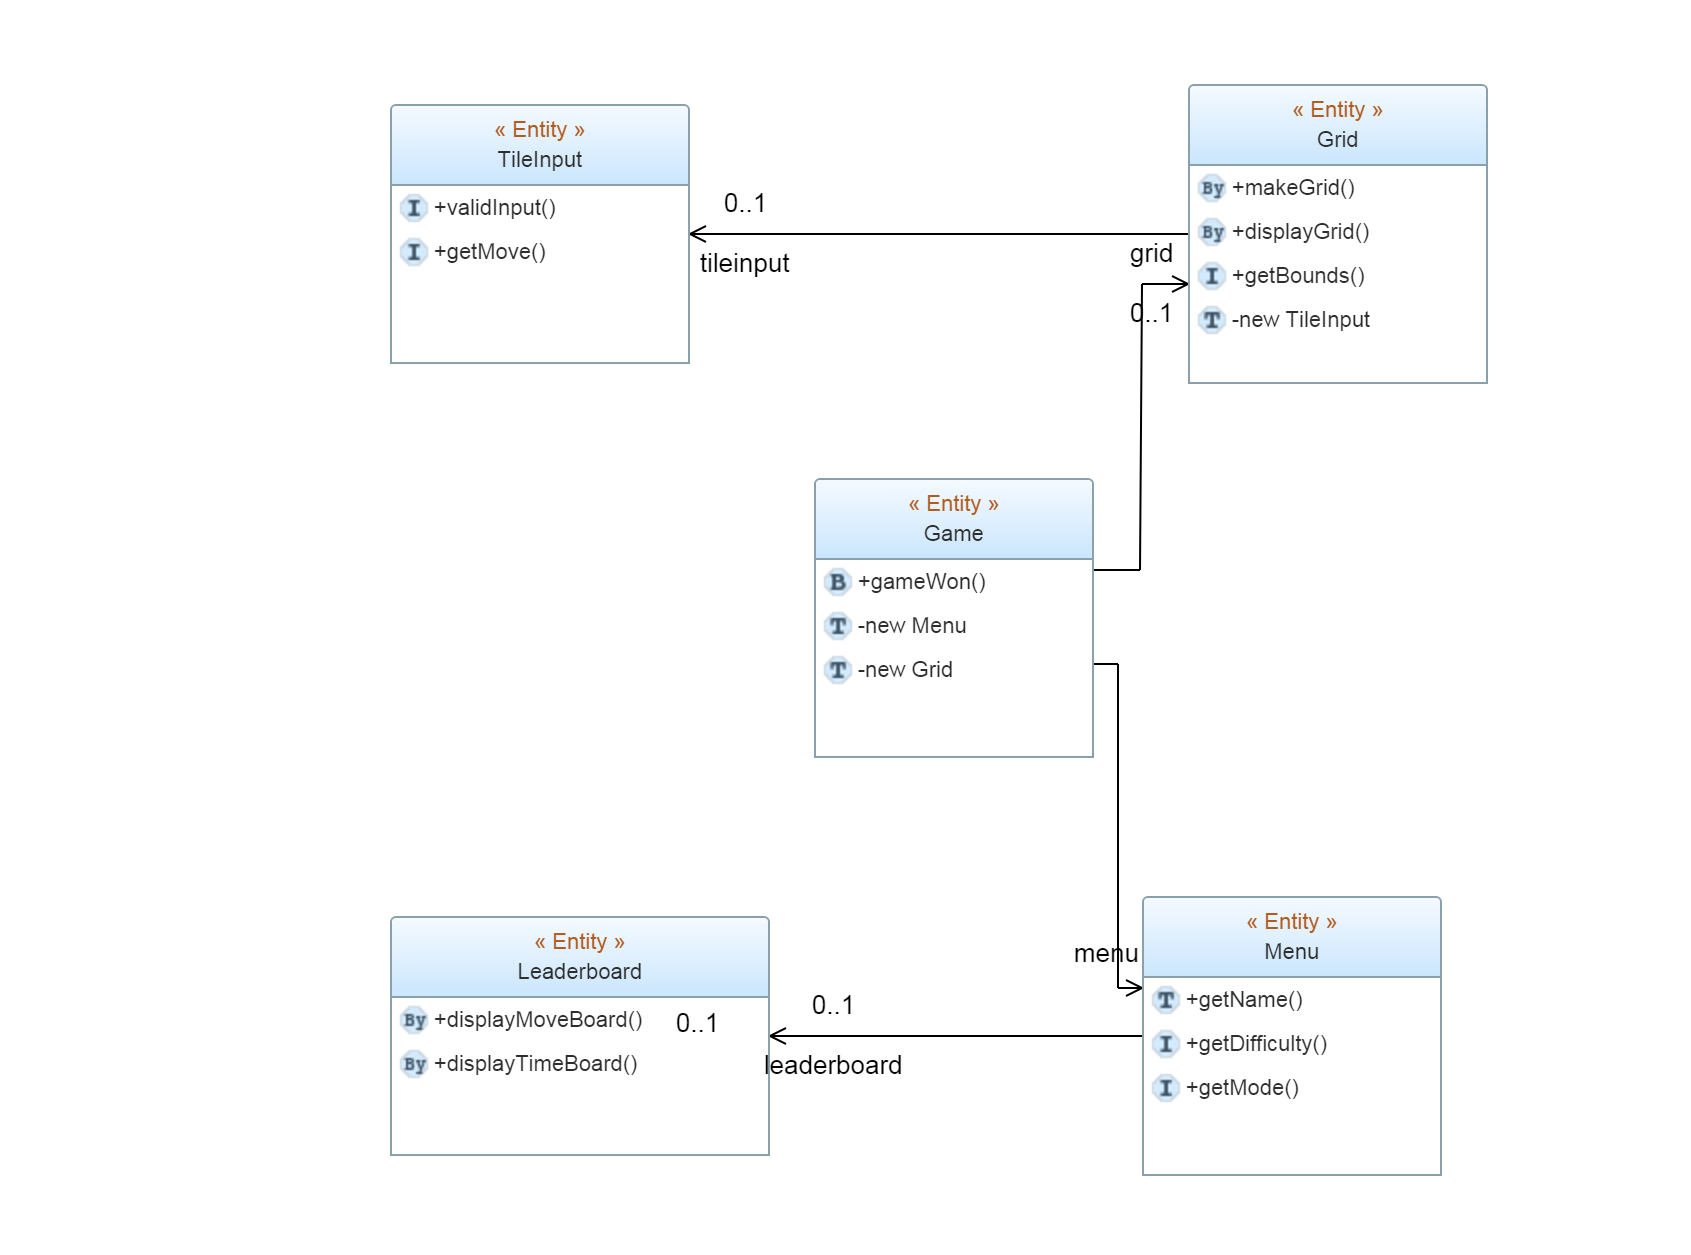 « Entity »
TileInput
I +validInput()
I +getMove()
0..1
tileinput
« Entity »
Grid
By +makeGrid()
By +displayGrid()
I +getBounds()
T -new TileInput
grid
0..1
« Entity »
Game
B +gameWon()
T -new Menu
T -new Grid
« Entity »
Leaderboard
By +displayMoveBoard()
By +displayTimeBoard()
0..1
0..1
leaderboard
menu
« Entity »
Menu
T +getName()
I +getDifficulty()
I +getMode()